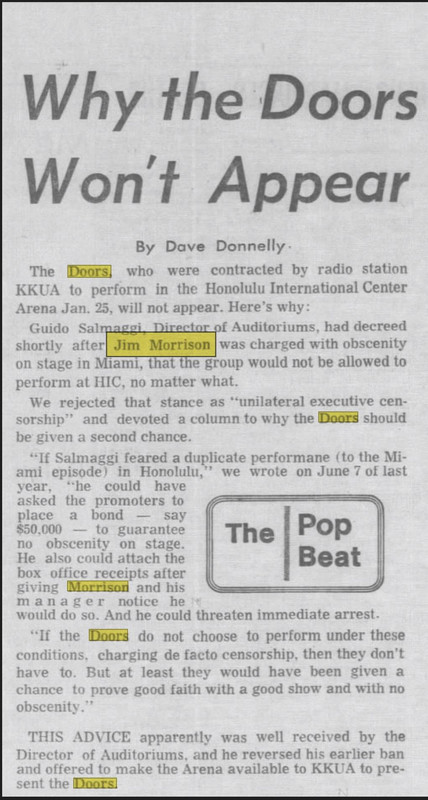 Why the Doors
Won't Appear
By Dave Donnelly
The Doors, who were contracted by radio station
KKUA to perform in the Honolulu International Center
Arena Jan. 25, will not appear. Here's why:
Guido Salmaggi, Director of Auditoriums, had decreed
shortly after Jim Morrison was charged with obscenity
on stage in Miami, that the group would not be allowed to
perform at HIC, no matter what.
We rejected that stance as "unilateral executive cen-
sorship" and devoted a column to why the Doors should
be given a second chance.
"If Salmaggi feared a duplicate performane (to the Mi-
ami episode) in Honolulu," we wrote on June 7 of last
year, "he could have
asked the promoters to
place a bond — say
$50,000 — to guarantee
no obscenity on stage.
He also could attach the
box office receipts after
giving Morrison and his
manager notice he
would do so. And he could threaten immediate arrest.
The Pop
Beat
"If the Doors do not choose to perform under these
conditions, charging de facto censorship, then they don't
have to. But at least they would have been given a
chance to prove good faith with a good show and with no
obscenity."
THIS ADVICE apparently was well received by the
Director of Auditoriums, and he reversed his earlier ban
and offered to make the Arena available to KKUA to pre-
sent the Doors.